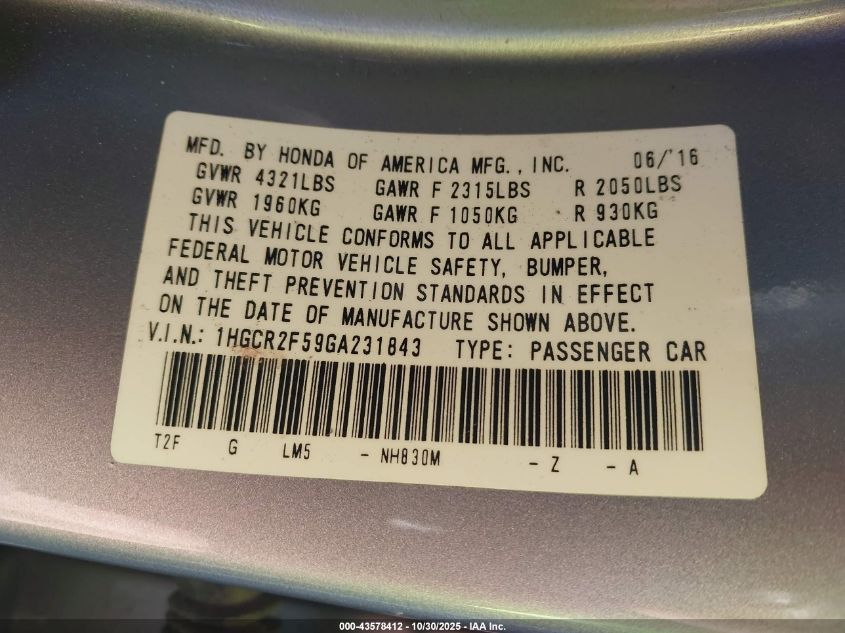 MFD. BY HONDA OF AMERICA MFG., INC. 06/'16
GVWR 4321LBS GAWR F 2315LBS R 2050LBS
GVWR 1960KG GAWR F 1050KG R 930KG
THIS VEHICLE CONFORMS TO ALL APPLICABLE
FEDERAL MOTOR VEHICLE SAFETY, BUMPER,
AND THEFT PREVENTION STANDARDS IN EFFECT
ON THE DATE OF MANUFACTURE SHOWN ABOVE.
V.I.N.: 1HGCR2F59GA231843 TYPE: PASSENGER CAR
T2F G LM5 - NH830M - Z - A
000-43578412 • 10/30/2025 - IAA Inc.